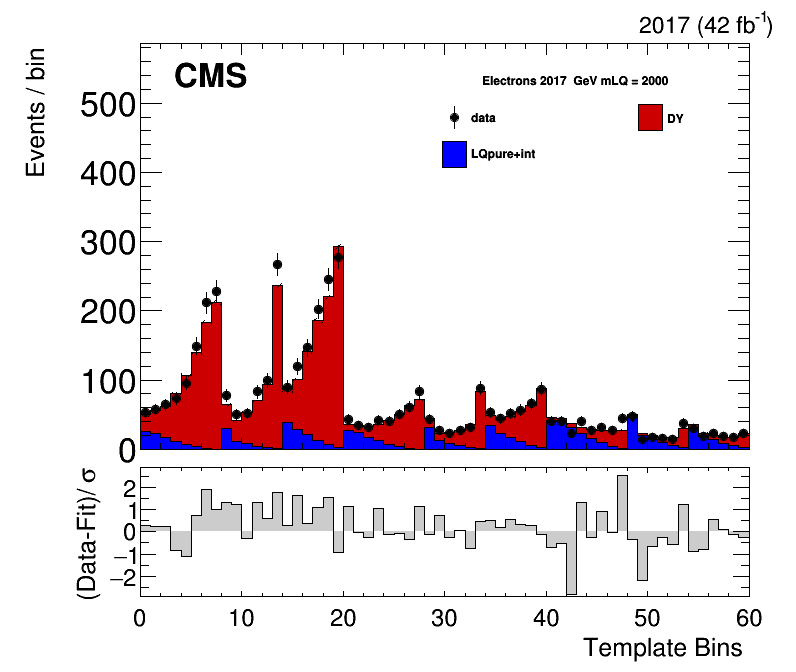 2017 (42 fb-1)
CMS
Electrons 2017 GeV mLQ = 2000
data
DY
LQpure+int
Events / bin
500
400
300
200
100
0
(Data-Fit)/ σ
2
1
0
−1
−2
0 10 20 30 40 50 60
Template Bins